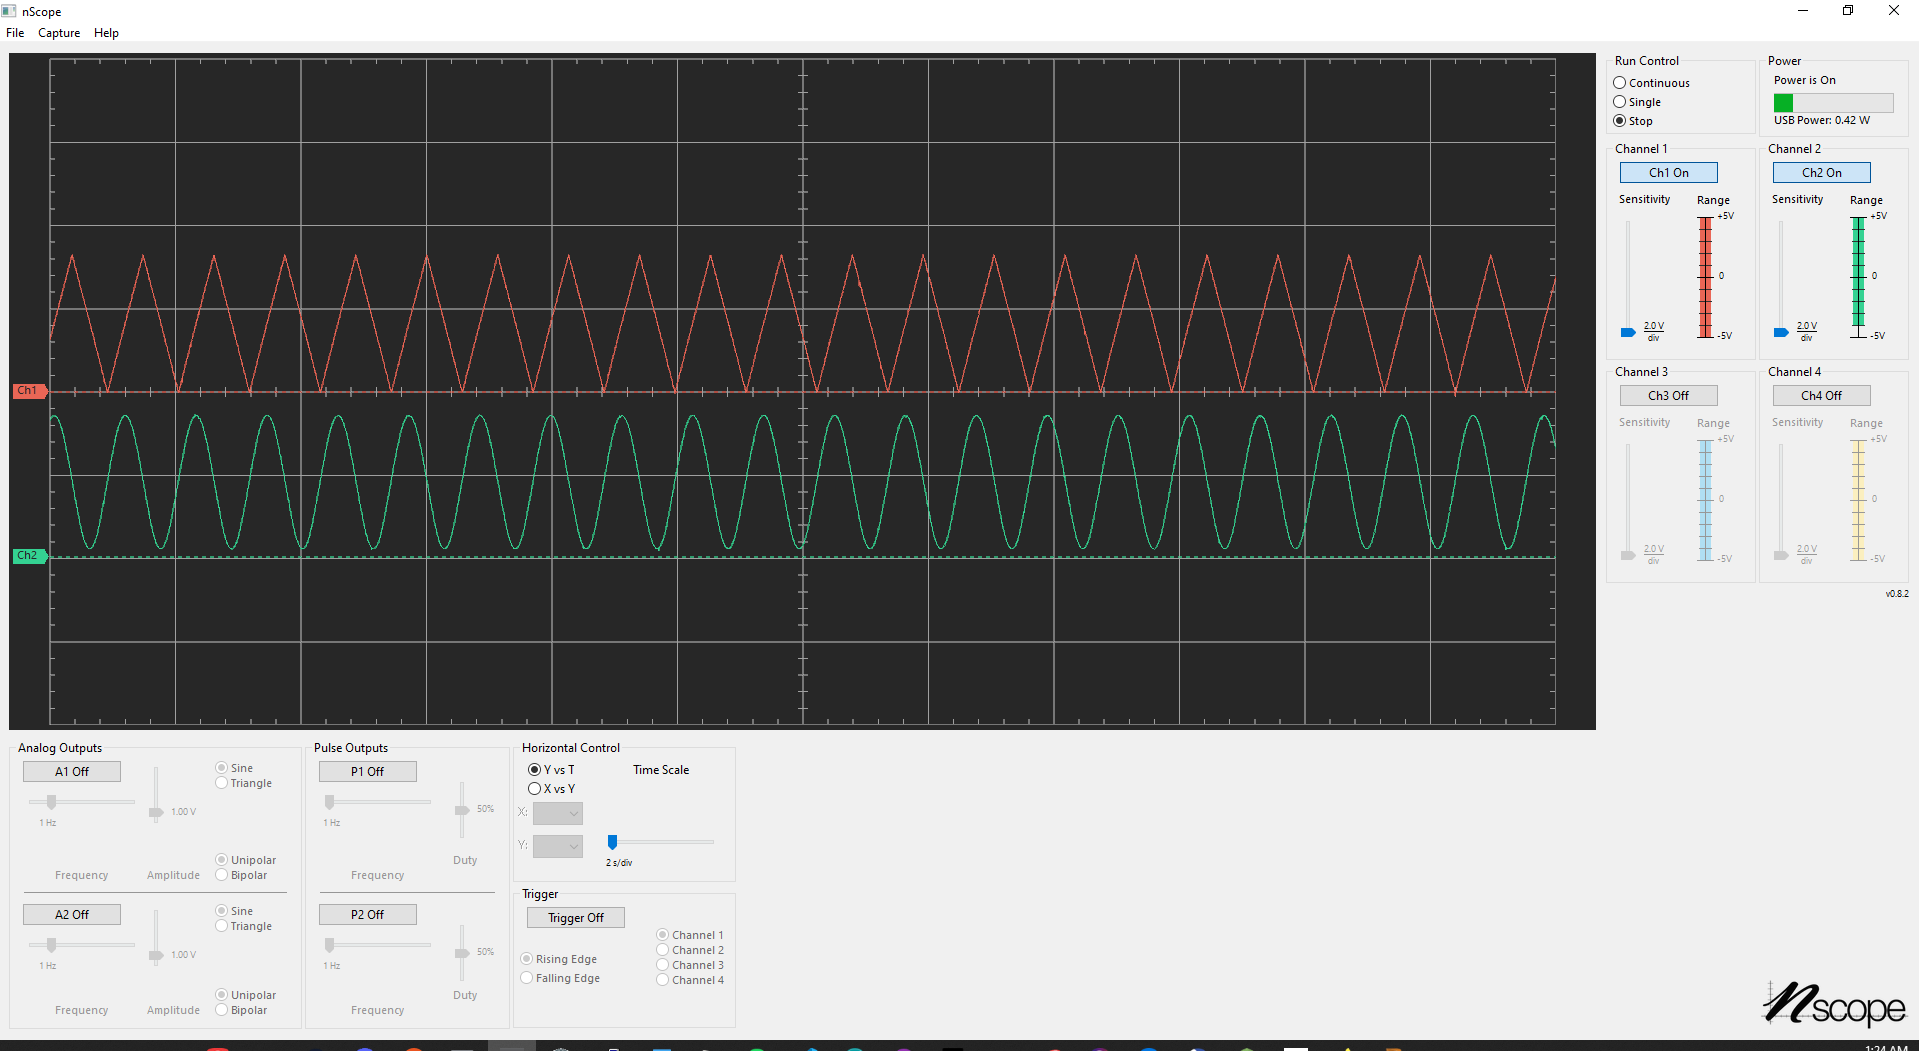 nScope
File Capture Help
Run Control
Continuous
Single
Stop
Power
Power is On
USB Power: 0.42 W
Channel 1
Ch1 On
Sensitivity Range
+5V
0
-5V
2.0 V
div
Channel 2
Ch2 On
Sensitivity Range
+5V
0
-5V
2.0 V
div
Ch1
Ch2
Channel 3
Ch3 Off
Sensitivity Range
+5V
0
-5V
2.0 V
div
Channel 4
Ch4 Off
Sensitivity Range
+5V
0
-5V
2.0 V
div
v0.8.2
Analog Outputs
A1 Off
Sine
Triangle
1.00 V
1 Hz
Unipolar
Bipolar
Frequency Amplitude
A2 Off
Sine
Triangle
1.00 V
1 Hz
Unipolar
Bipolar
Frequency Amplitude
Pulse Outputs
P1 Off
50%
1 Hz
Duty
Frequency
P2 Off
50%
1 Hz
Duty
Frequency
Horizontal Control
Y vs T
X vs Y
Time Scale
X:
Y:
2 s/div
Trigger
Trigger Off
Rising Edge
Falling Edge
Channel 1
Channel 2
Channel 3
Channel 4
nscope
1:24 AM